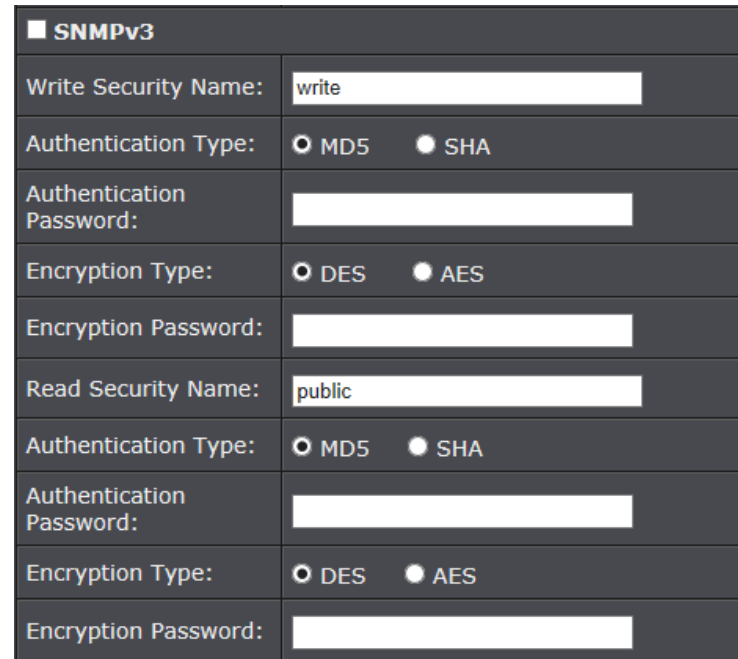 SNMPv3
Write Security Name: write
Authentication Type: MD5 SHA
Authentication
Password:
Encryption Type: DES AES
Encryption Password:
Read Security Name: public
Authentication Type: MD5 SHA
Authentication
Password:
Encryption Type: DES AES
Encryption Password: